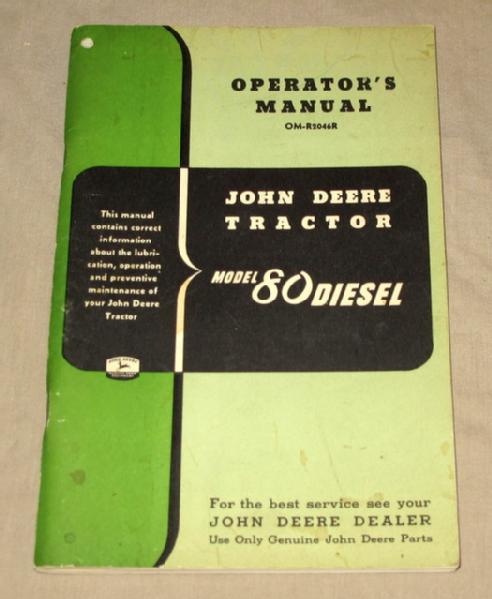 OPERATOR'S
MANUAL
OM-R2046R
JOHN DEERE
TRACTOR
MODEL 80 DIESEL
This manual
contains correct
information
about the lubri-
cation, operation
and preventive
maintenance of
your John Deere
Tractor
JOHN DEERE
For the best service see your
JOHN DEERE DEALER
Use Only Genuine John Deere Parts